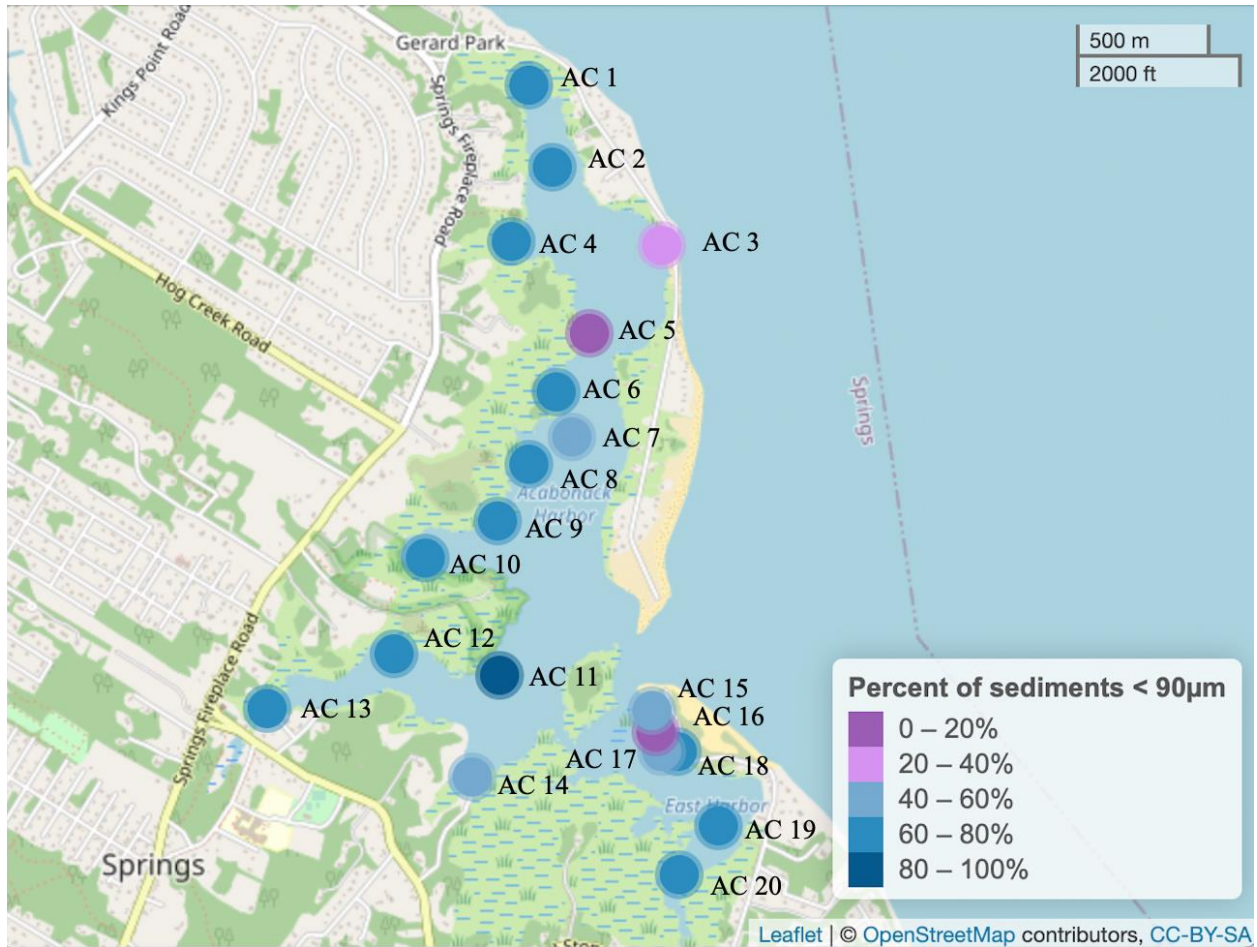 Gerard Park
Kings Point Road
Springs Fireplace Road
AC 1
AC 2
AC 4
AC 3
Hog Creek Road
AC 5
AC 6
AC 7
AC 8
Acabonack
Harbor
AC 9
AC 10
Springs
AC 12
AC 11
AC 13
Springs Fireplace Road
AC 15
AC 16
AC 17
AC 18
AC 14
East Harbor
AC 19
AC 20
Springs
500 m
2000 ft
Percent of sediments < 90µm
0 – 20%
20 – 40%
40 – 60%
60 – 80%
80 – 100%
Leaflet | © OpenStreetMap contributors, CC-BY-SA